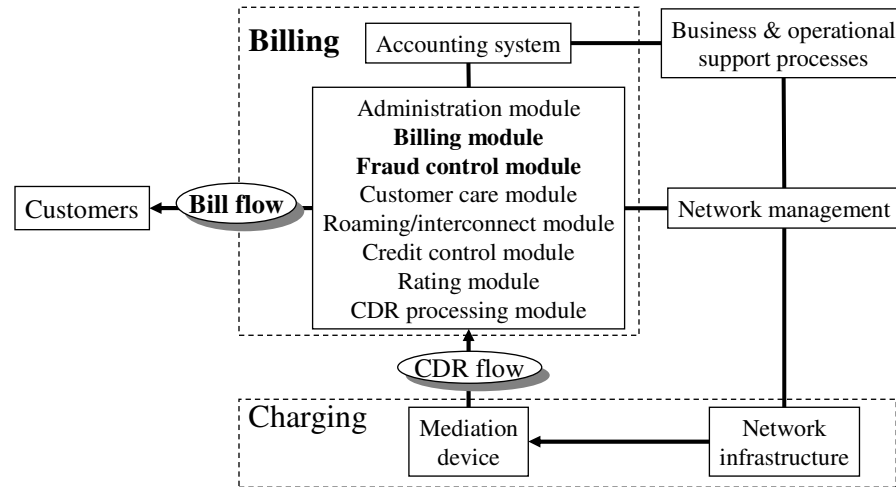 Billing
Accounting system
Business & operational
support processes
Administration module
Billing module
Fraud control module
Customer care module
Roaming/interconnect module
Credit control module
Rating module
CDR processing module
Customers
Bill flow
Network management
CDR flow
Charging
Mediation
device
Network
infrastructure